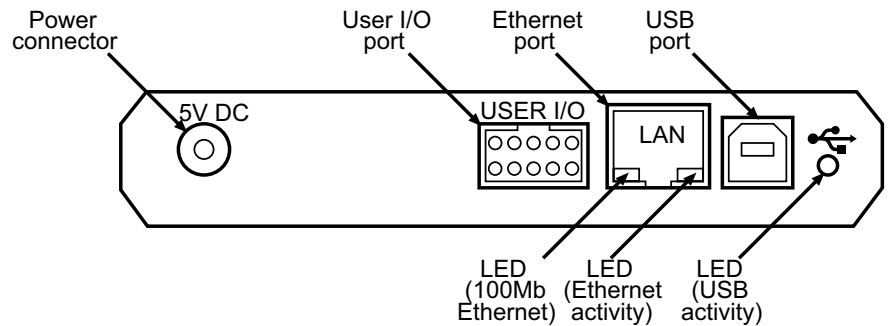 Power
connector
User I/O
port
Ethernet
port
USB
port
5V DC
USER I/O
LAN
LED
(100Mb
Ethernet)
LED
(Ethernet
activity)
LED
(USB
activity)